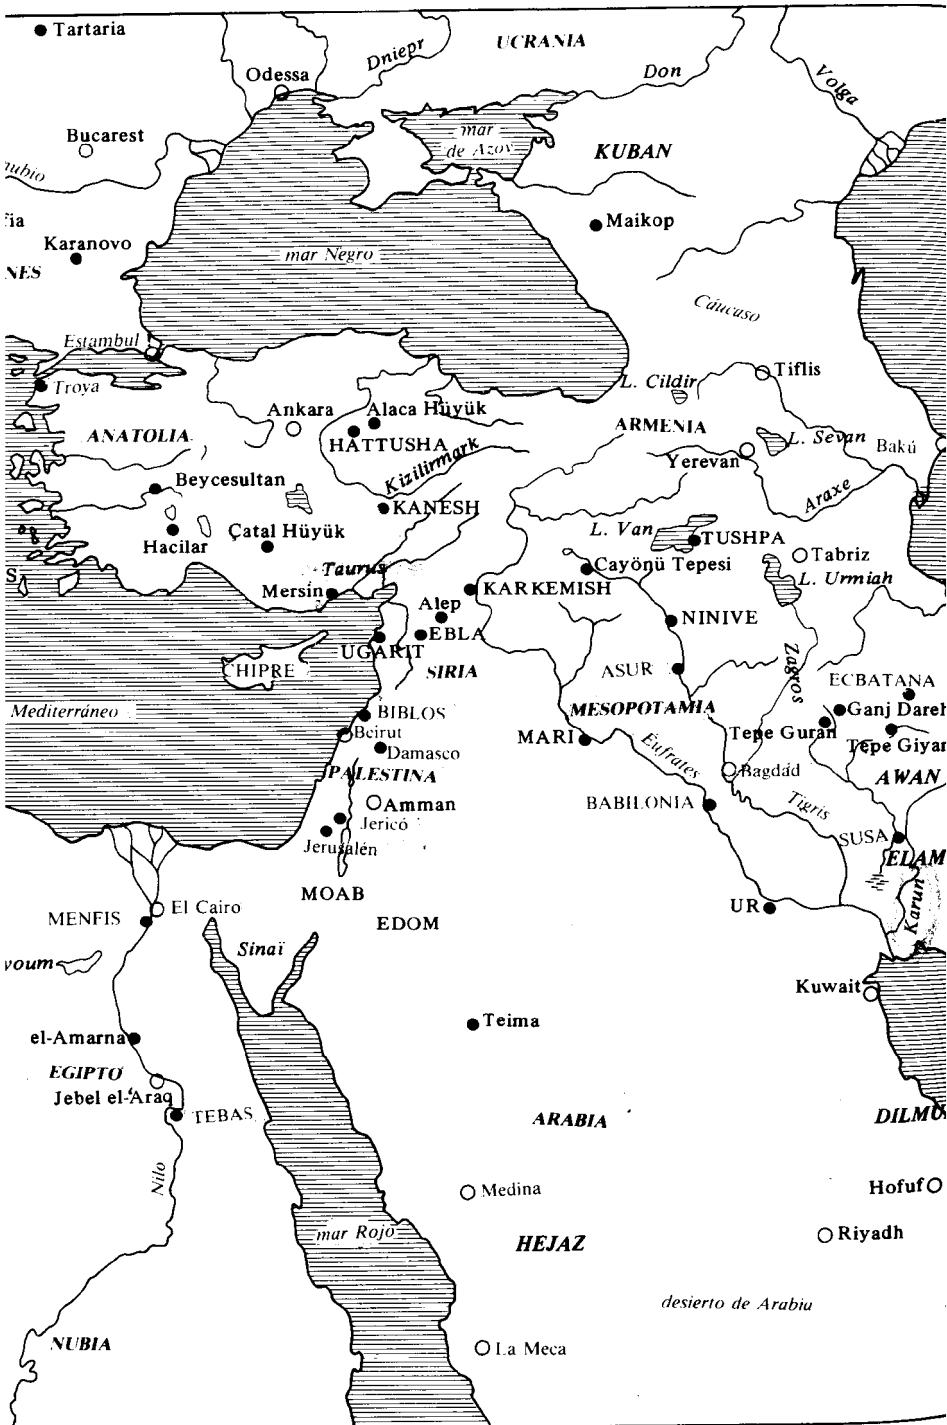 Tartaria
Dniepr
UCRANIA
Odessa
Don
Volga
Bucarest
mar
de Azov
KUBAN
Maikop
Karanovo
mar Negro
Cáucaso
Estambul
Troya
L. Cildir
Tiflis
Ankara
Alaca Hüyük
ANATOLIA
HATTUSHA
ARMENIA
L. Sevan
Bakú
Yerevan
Kizilirmark
Beycesultan
KANESH
Araxe
Hacilar
Çatal Hüyük
L. Van
TUSHPA
Tabriz
Cayönü Tepesi
L. Urmiah
Taurus
Mersin
KARKEMISH
Alep
EBLA
NINIVE
UGARIT
CHIPRE
SIRIA
ASUR
Zagros
ECBATANA
Mediterráneo
BIBLOS
MESOPOTAMIA
Ganj Dareh
Beirut
MARI
Tepe Guran
Tepe Giyan
Damasco
Éufrates
PALESTINA
Bagdád
AWAN
Amman
BABILONIA
Tigris
Jericó
Jerusalén
SUSA
ELAM
MOAB
UR
Karun
El Cairo
MENFIS
EDOM
Sinaï
Kuwait
Teima
el-Amarna
EGIPTO
Jebel el-Araq
TEBAS
ARABIA
DILMU
Nilo
Medina
Hofuf
mar Rojo
HEJAZ
Riyadh
desierto de Arabia
NUBIA
La Meca